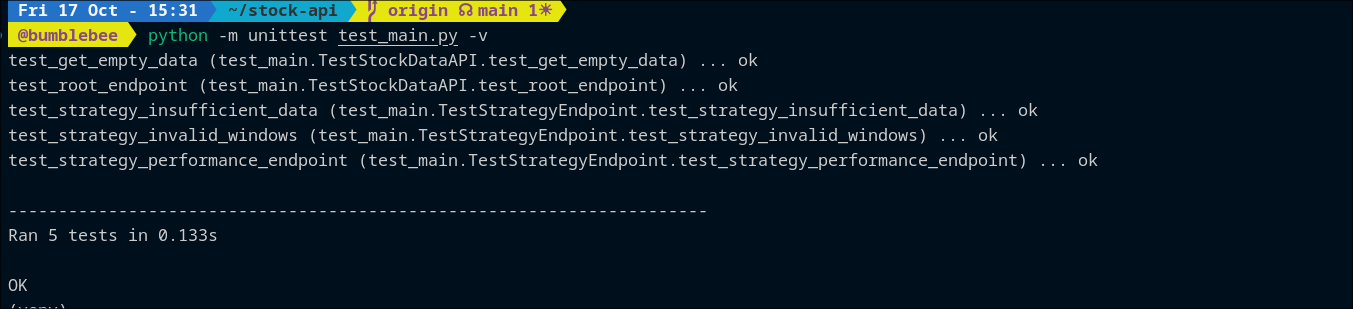 Fri 17 Oct - 15:31 ~/stock-api origin main 1✴
@bumblebee python -m unittest test_main.py -v
test_get_empty_data (test_main.TestStockDataAPI.test_get_empty_data) ... ok
test_root_endpoint (test_main.TestStockDataAPI.test_root_endpoint) ... ok
test_strategy_insufficient_data (test_main.TestStrategyEndpoint.test_strategy_insufficient_data) ... ok
test_strategy_invalid_windows (test_main.TestStrategyEndpoint.test_strategy_invalid_windows) ... ok
test_strategy_performance_endpoint (test_main.TestStrategyEndpoint.test_strategy_performance_endpoint) ... ok
----------------------------------------------------------------------
Ran 5 tests in 0.133s
OK